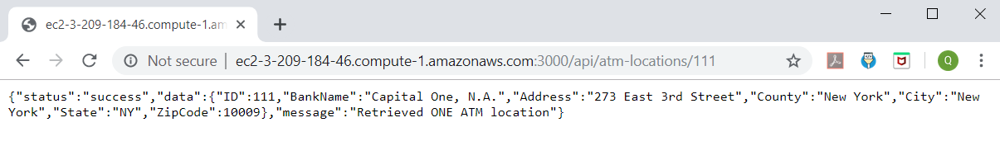 ec2-3-209-184-46.compute-1.am
Not secure | ec2-3-209-184-46.compute-1.amazonaws.com:3000/api/atm-locations/111
Q
{"status":"success","data":{"ID":111,"BankName":"Capital One, N.A.","Address":"273 East 3rd Street","County":"New York","City":"New
York","State":"NY","ZipCode":10009},"message":"Retrieved ONE ATM location"}